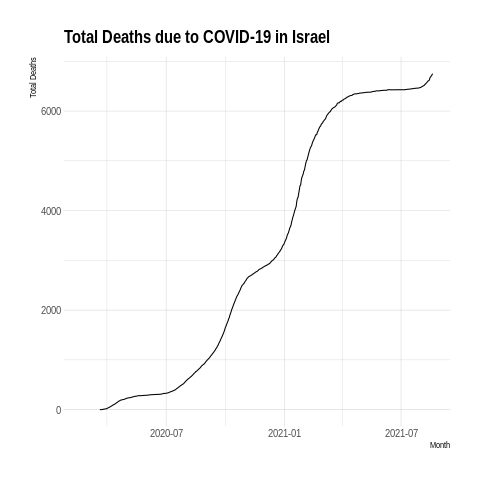 Total Deaths due to COVID-19 in Israel
Total Deaths
6000
4000
2000
0
2020-07
2021-01
2021-07
Month